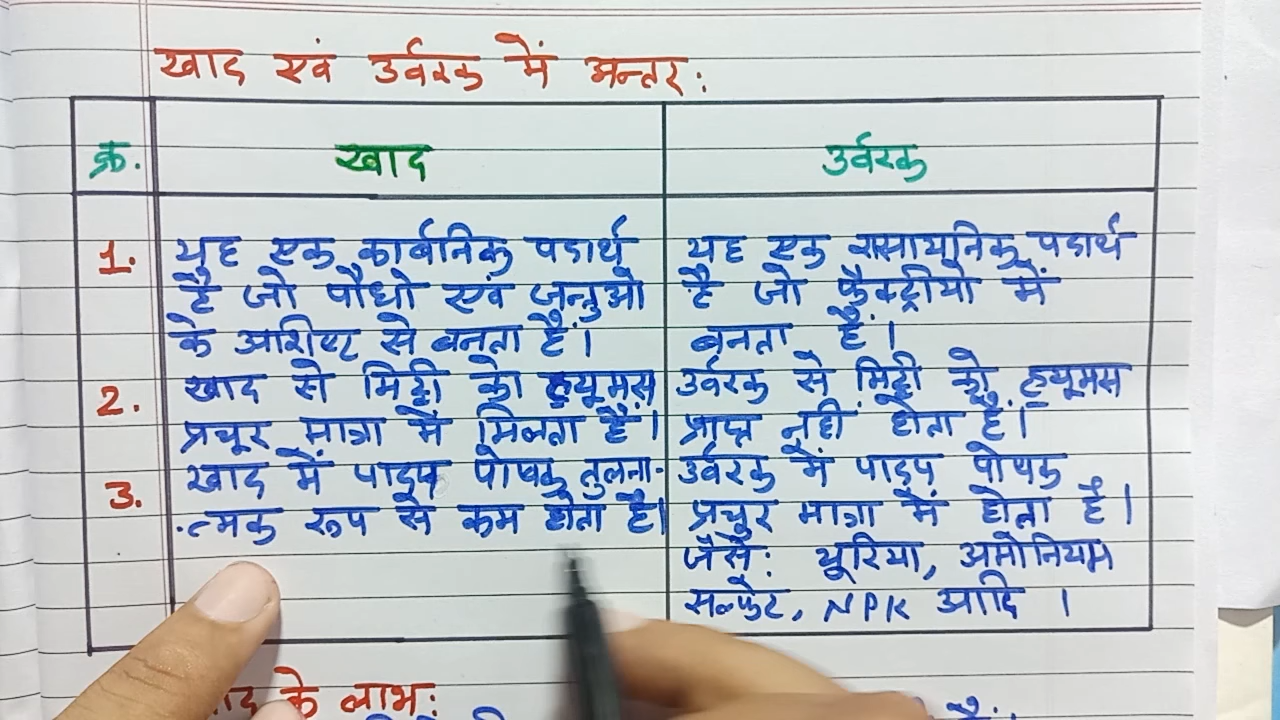 खाद एवं उर्वरक में अन्तर:
क्र. खाद उर्वरक
1. यह एक कार्बनिक पदार्थ
है जो पौधो एवं जन्तुओ
के अशिष्ट से बनता है।
यह एक रासायनिक पदार्थ
है जो फैक्ट्रीयो में
बनता है।
2. खाद से मिट्टी को ह्यूमस
प्रचूर मात्रा में मिलता है।
उर्वरक से मिट्टी को ह्यूमस
प्राप्त नहीं होता है।
3. खाद में पादप पोषक तुलना-
त्मक रूप से कम होता है।
उर्वरक में पादप पोषक
प्रचुर मात्रा में होता है।
जैसे: यूरिया, अमोनियम
सल्फेट, NPK आदि ।
के लाभ: